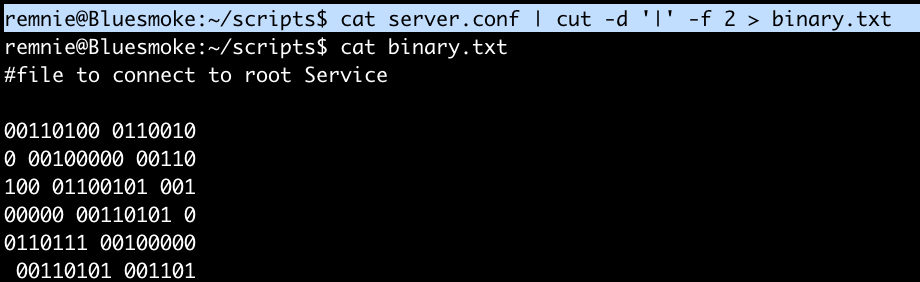 remnie@Bluesmoke:~/scripts$ cat server.conf | cut -d '|' -f 2 > binary.txt
remnie@Bluesmoke:~/scripts$ cat binary.txt
#file to connect to root Service

00110100 0110010
0 00100000 00110
100 01100101 001
00000 00110101 0
0110111 00100000
 00110101 001101